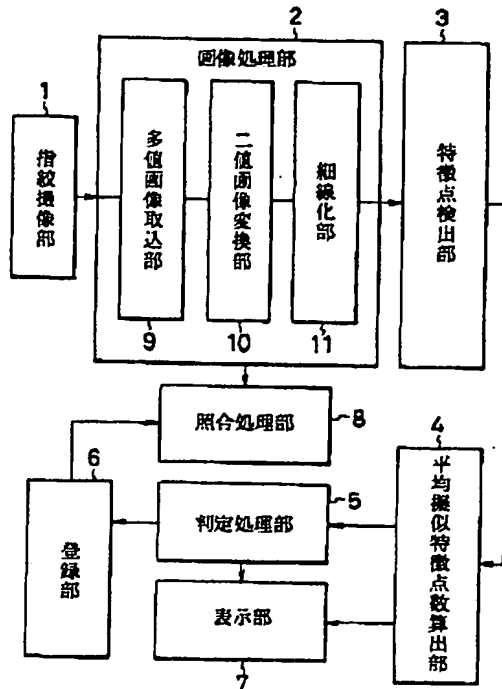 2
画像処理部
3
1
指紋撮像部
多値画像取込部
二値画像変換部
細線化部
特徴点検出部
9
10
11
照合処理部
8
4
6
5
登録部
判定処理部
平均擬似特徴点数算出部
表示部
7